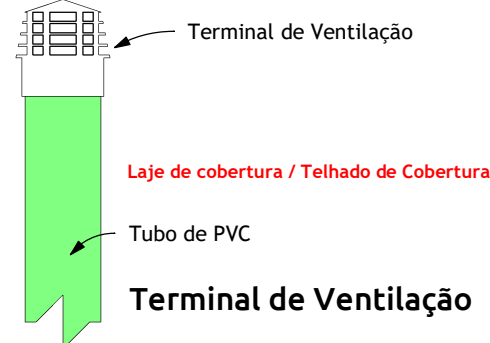 Terminal de Ventilação
Laje de cobertura / Telhado de Cobertura
Tubo de PVC
Terminal de Ventilação